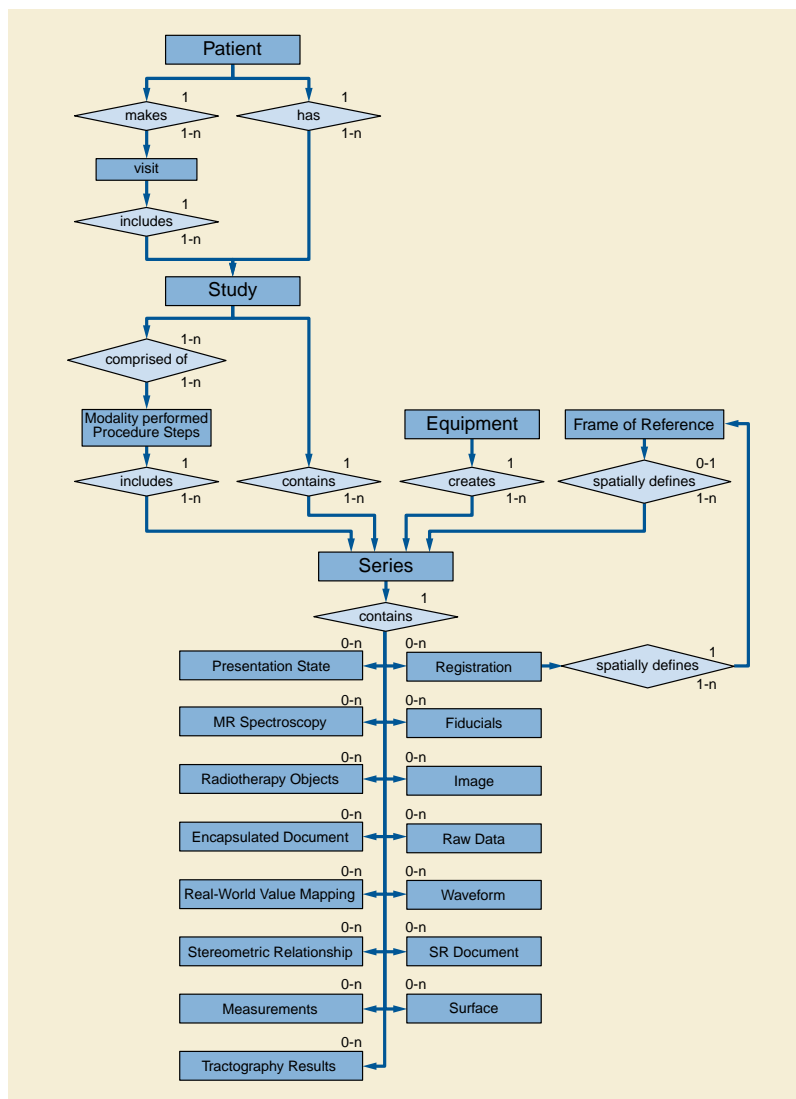 Patient
1
1
makes
has
1-n
1-n
visit
1
includes
1-n
Study
1-n
comprised of
1-n
Modality performed
Procedure Steps
Equipment
Frame of Reference
1
1
1
0-1
includes
contains
creates
spatially defines
1-n
1-n
1-n
1-n
Series
1
contains
0-n
0-n
1
Presentation State
Registration
spatially defines
1-n
0-n
0-n
MR Spectroscopy
Fiducials
0-n
0-n
Radiotherapy Objects
Image
0-n
0-n
Encapsulated Document
Raw Data
0-n
0-n
Real-World Value Mapping
Waveform
0-n
0-n
Stereometric Relationship
SR Document
0-n
0-n
Measurements
Surface
0-n
Tractography Results